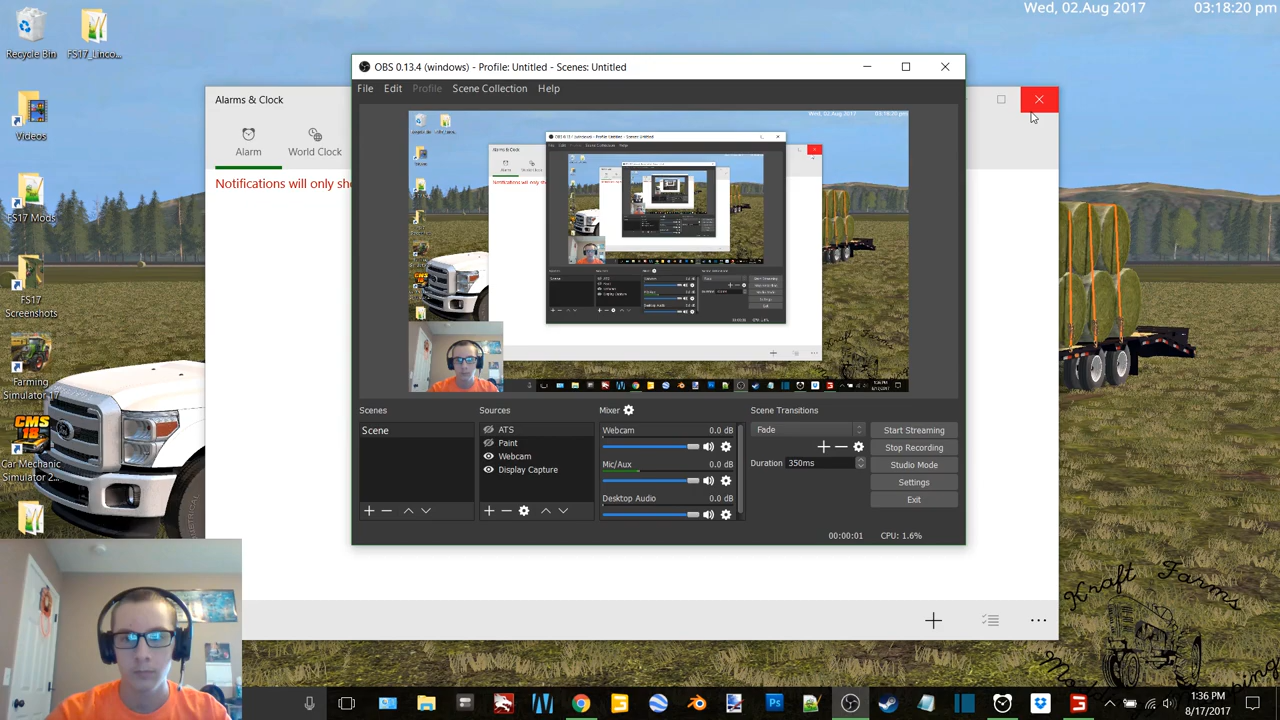 Wed, 02.Aug 2017 03:18:20 pm
Recycle Bin
FS17_Linco...
Videos
FS17 Mods
FS17
Screenshots
Farming
Simulator 17
CMS
Car Mechanic
Simulator 2...
Alarms & Clock
Alarm
World Clock
Notifications will only sho
OBS 0.13.4 (windows) - Profile: Untitled - Scenes: Untitled
File Edit Profile Scene Collection Help
Scenes
Scene
Sources
ATS
Paint
Webcam
Display Capture
Mixer
Webcam 0.0 dB
Mic/Aux 0.0 dB
Desktop Audio 0.0 dB
Scene Transitions
Fade
Duration 350ms
Start Streaming
Stop Recording
Studio Mode
Settings
Exit
00:00:01 CPU: 1.6%
Kraft Farms
1:36 PM
8/17/2017